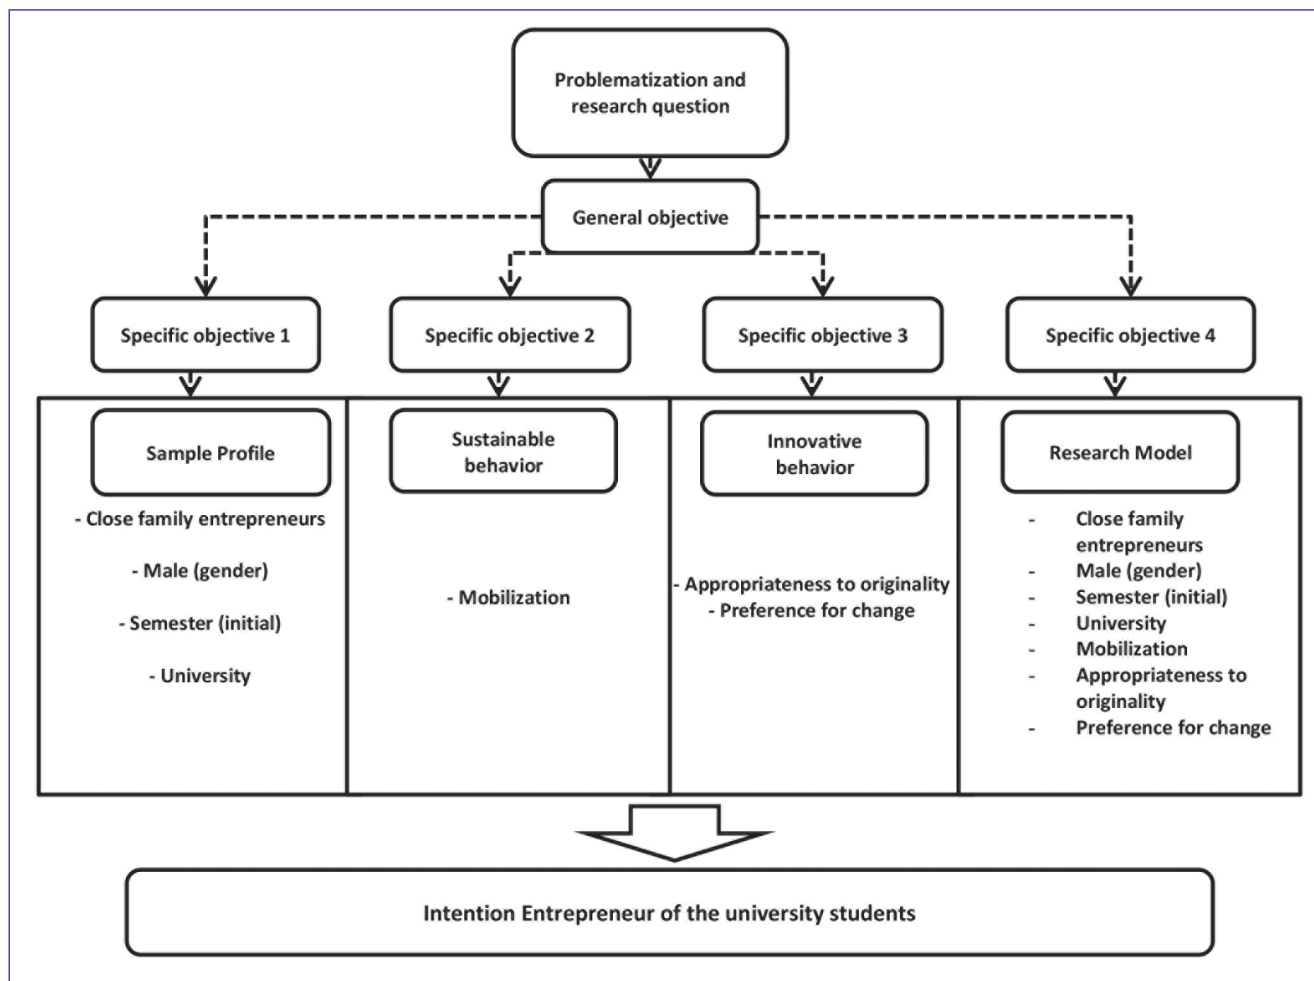 Problematization and
research question
General objective
Specific objective 1
Specific objective 2
Specific objective 3
Specific objective 4
Sample Profile
- Close family entrepreneurs
- Male (gender)
- Semester (initial)
- University
Sustainable
behavior
- Mobilization
Innovative
behavior
- Appropriateness to originality
- Preference for change
Research Model
- Close family
entrepreneurs
- Male (gender)
- Semester (initial)
- University
- Mobilization
- Appropriateness to
originality
- Preference for change
Intention Entrepreneur of the university students